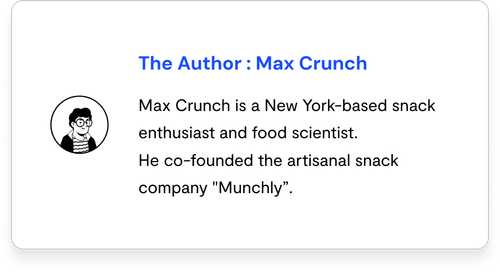 The Author : Max Crunch
Max Crunch is a New York-based snack
enthusiast and food scientist.
He co-founded the artisanal snack
company "Munchly”.